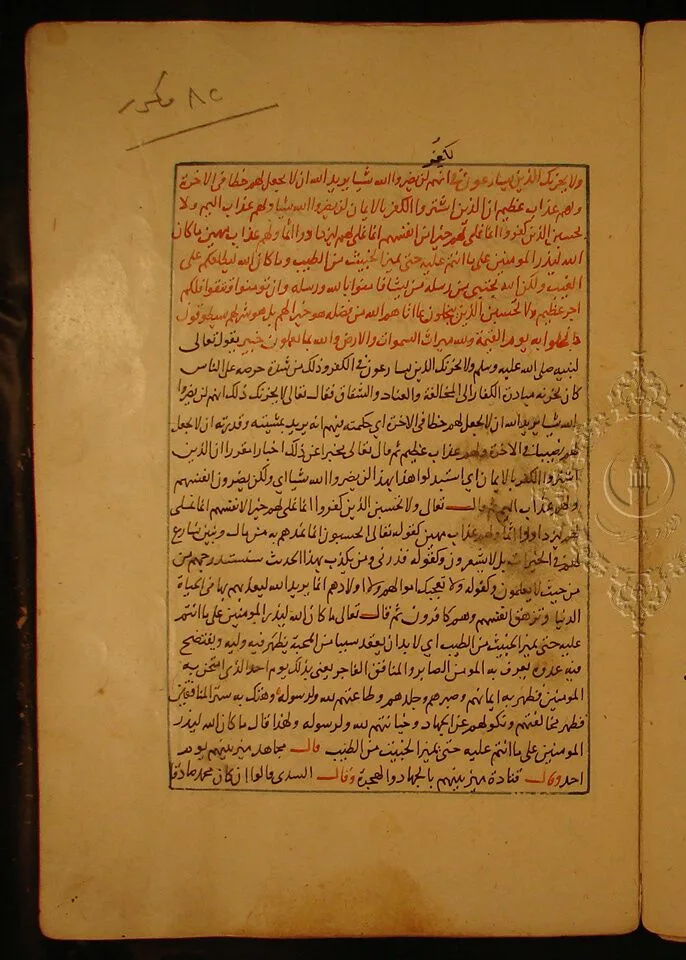 ٨٢ مكرر
الكفر
ولا يحزنك الذين يسارعون في انهم لن يضروا الله شيا يريد الله ان لا يجعل لهم حظا في الاخرة
ولهم عذاب عظيم ان الذين اشتروا الكفر بالايمان لن يضروا الله شيا ولهم عذاب اليم ولا
تحسبن الذين كفروا انما نملي لهم خير لانفسهم انما نملي لهم ليزدادوا اثما ولهم عذاب مهين ما كان
الله ليذر المومنين على ما انتم عليه حتى يميز الخبيث من الطيب وما كان الله ليطلعكم على
الغيب ولكن الله يجتبي من رسله من يشا فامنوا بالله ورسله وان تومنوا وتتقوا فلكم
اجر عظيم ولا تحسبن الذين يبخلون بما اتاهم الله من فضله هو خيرا لهم بل هو شر لهم سيطوقون
ما بخلوا به يوم القيمة ولله ميراث السموات والارض والله بما تعملون خبير يقول تعالى
لنبيه صلى الله عليه وسلم ولا يحزنك الذين يسارعون في الكفر وذلك من شدة حرصه على الناس
كان يحزنه مبادرة الكفار الى المخالفة والعناد والشقاق فقال تعالى لا يحزنك ذلك انهم لن يضروا
الله شيا يريد الله ان لا يجعل لهم حظا في الاخرة اي حكمته فيهم انه يريد بمشيته وقدرته ان لا يجعل
لهم نصيبا في الاخرة ولهم عذاب عظيم ثم قال تعالى مخبرا عن ذلك اخبارا مقررا ان الذين
اشتروا الكفر بالايمان اي استبدلوا هذا بهذا لن يضروا الله شيا اي ولكن يضرون انفسهم
ولهم عذاب اليم ثم قال تعالى ولا تحسبن الذين كفروا انما نملي لهم خير لانفسهم انما نملي
لهم ليزدادوا اثما ولهم عذاب مهين كقوله تعالى ايحسبون انما نمدهم به من مال وبنين نسارع
لهم في الخيرات بل لا يشعرون وكقوله فذرني ومن يكذب بهذا الحديث سنستدرجهم من
من حيث لا يعلمون وكقوله ولا تعجبك اموالهم ولا اولادهم انما يريد الله ليعذبهم بها في الحياة
الدنيا وتزهق انفسهم وهم كافرون ثم قال تعالى ما كان الله ليذر المومنين على ما انتم
عليه حتى يميز الخبيث من الطيب اي لا بد ان يعقد سببا من المحبة يظهر فيه وليه ويفتضح
فيه عدوه يعرف به المومن الصابر والمنافق الفاجر يعني بذلك يوم احد الذي امتحن به
المومنين فظهر به ايمانهم وصبرهم وجلدهم وطاعتهم لله ولرسوله وهتك به ستر المنافقين
فظهر مخالفتهم ونكولهم عن الجهاد وخيانتهم لله ولرسوله ولهذا قال ما كان الله ليذر
المومنين على ما انتم عليه حتى يميز الخبيث من الطيب قال مجاهد ميز بينهم يوم
احد وقال قتادة ميز بينهم بالجهاد والهجرة وقال السدى قالوا ان كان محمد صادقا